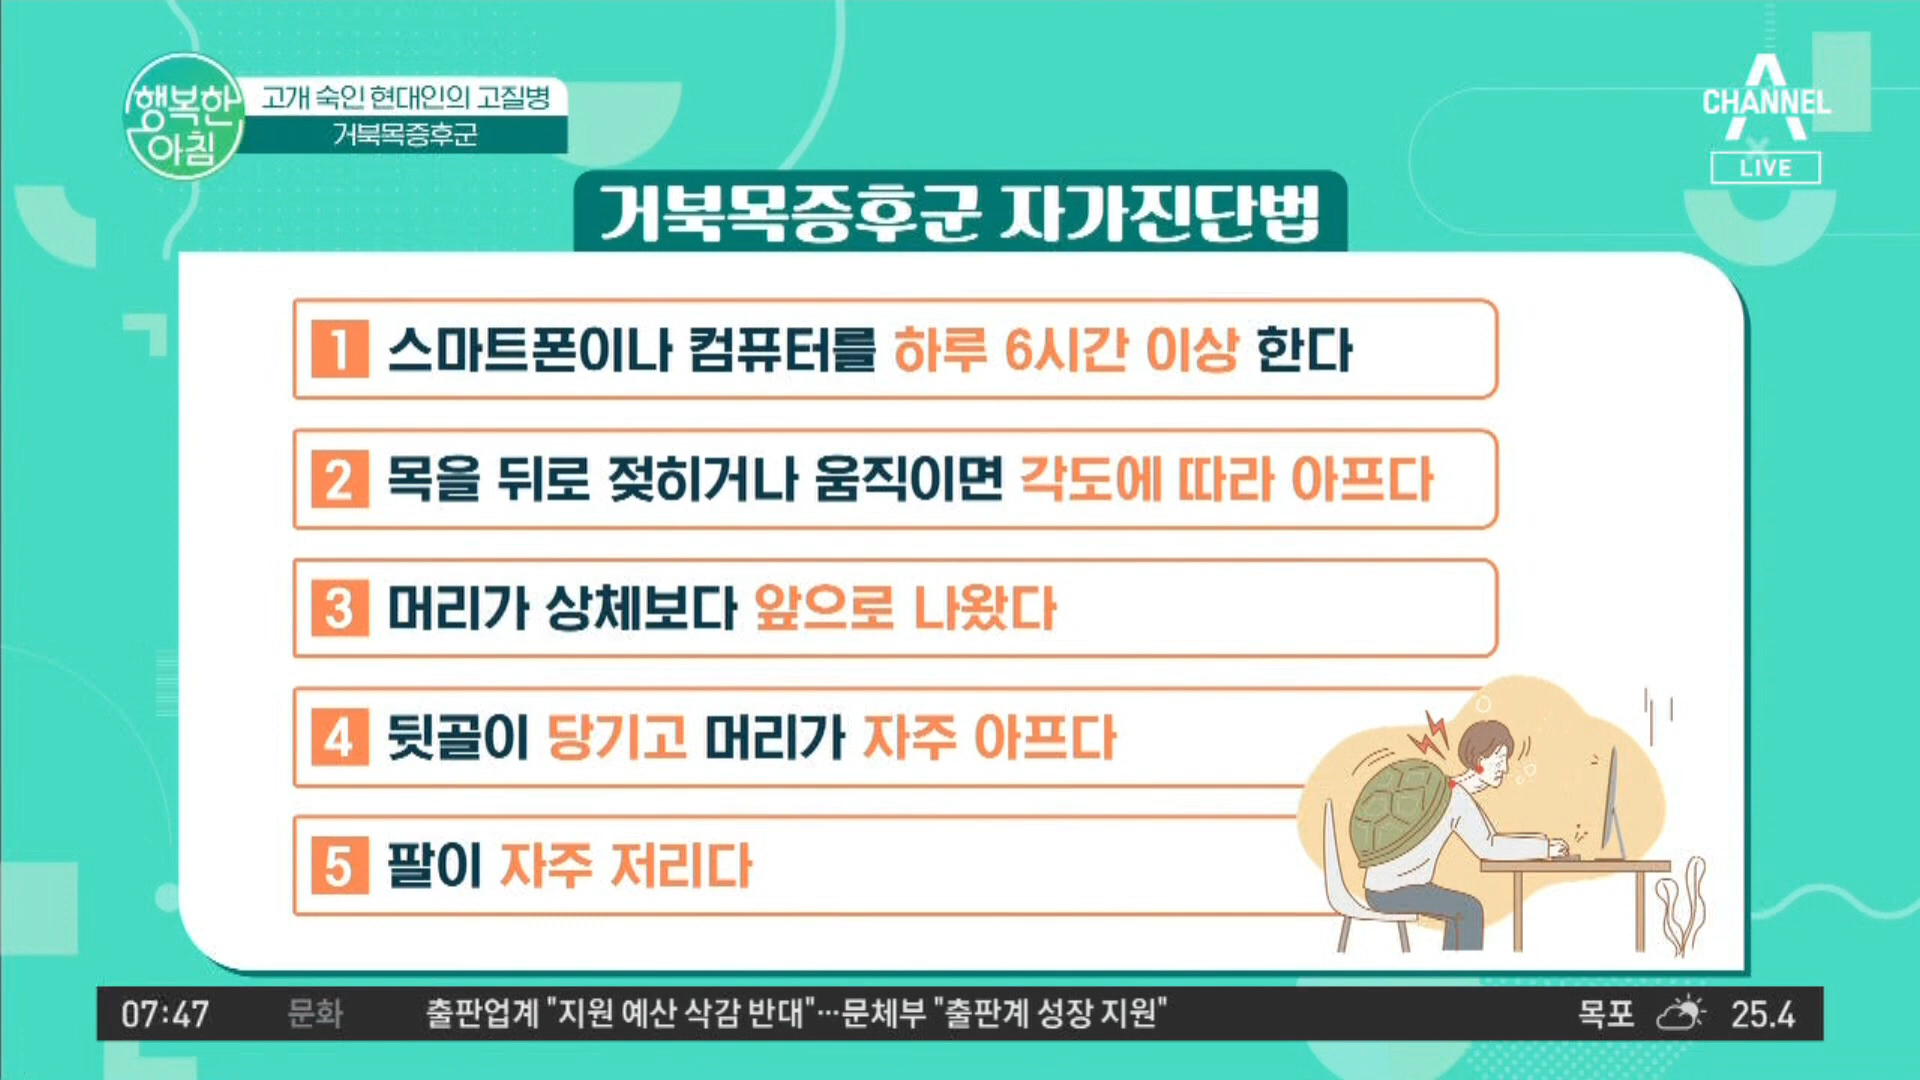 행복한
아침
고개 숙인 현대인의 고질병
거북목증후군
CHANNEL A
LIVE
거북목증후군 자가진단법
1 스마트폰이나 컴퓨터를 하루 6시간 이상 한다
2 목을 뒤로 젖히거나 움직이면 각도에 따라 아프다
3 머리가 상체보다 앞으로 나왔다
4 뒷골이 당기고 머리가 자주 아프다
5 팔이 자주 저리다
07:47 문화 출판업계 "지원 예산 삭감 반대"…문체부 "출판계 성장 지원" 목포 25.4